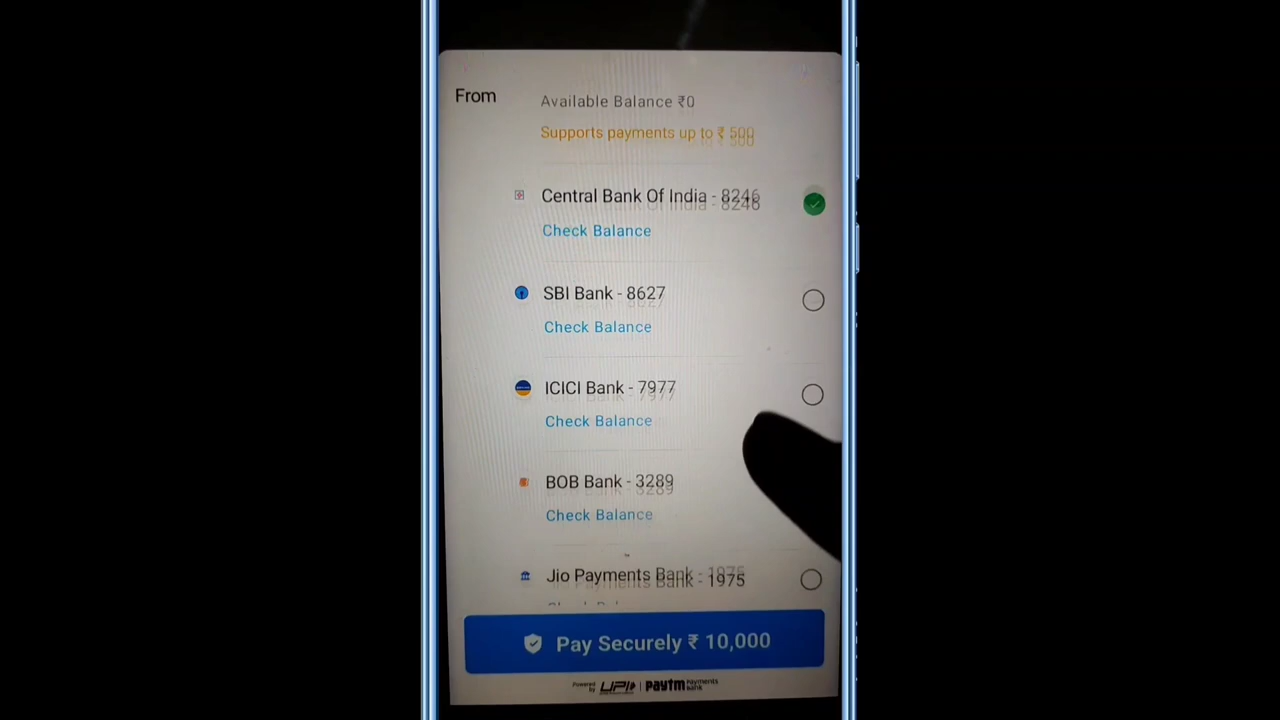 From
Available Balance ₹0
Supports payments up to ₹ 500
Central Bank Of India - 8246
Check Balance
SBI Bank - 8627
Check Balance
ICICI Bank - 7977
Check Balance
BOB Bank - 3289
Check Balance
Jio Payments Bank - 1975
Pay Securely ₹ 10,000
Powered by UPI | Paytm Payments Bank